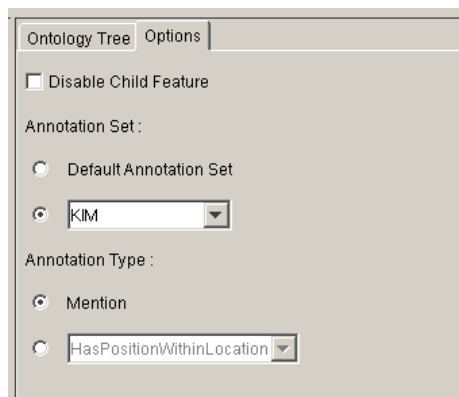 Ontology Tree Options
Disable Child Feature
Annotation Set :
Default Annotation Set
KIM
Annotation Type :
Mention
HasPositionWithinLocation